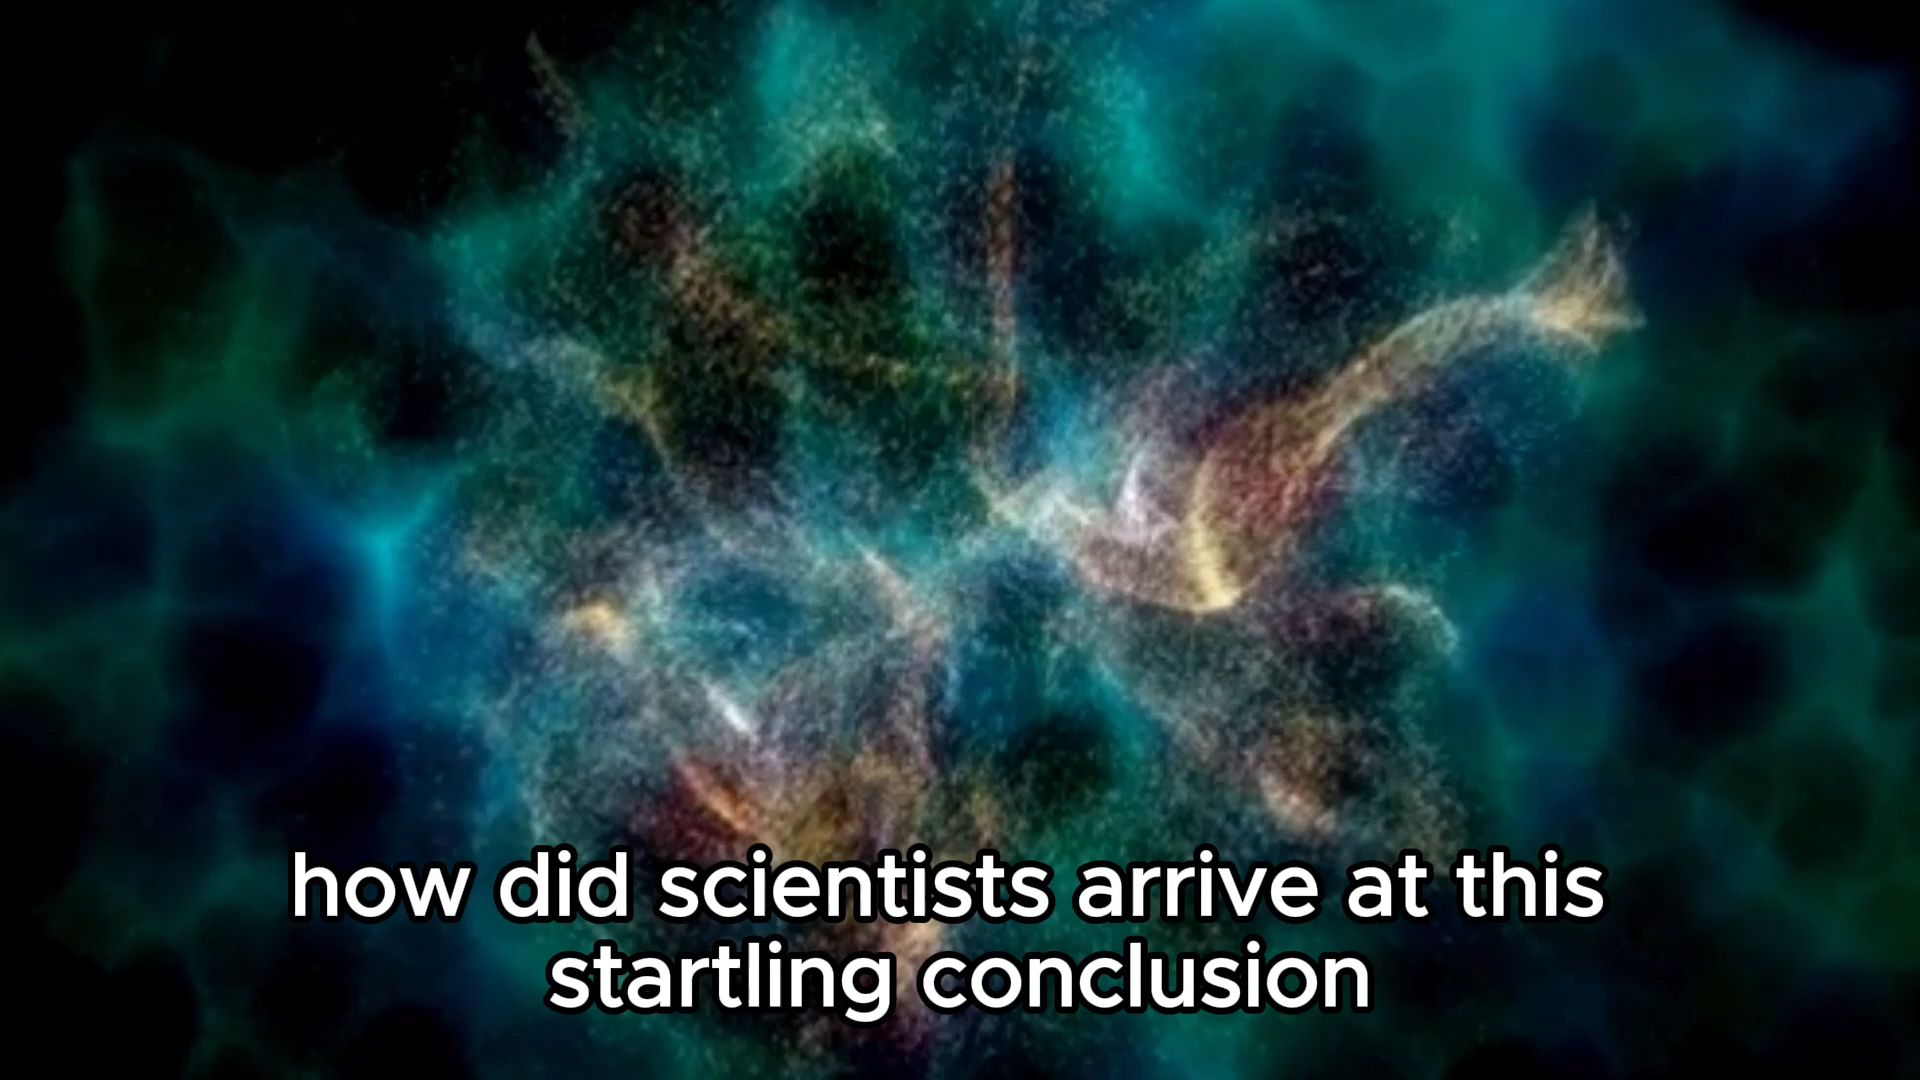 how did scientists arrive at this
startling conclusion